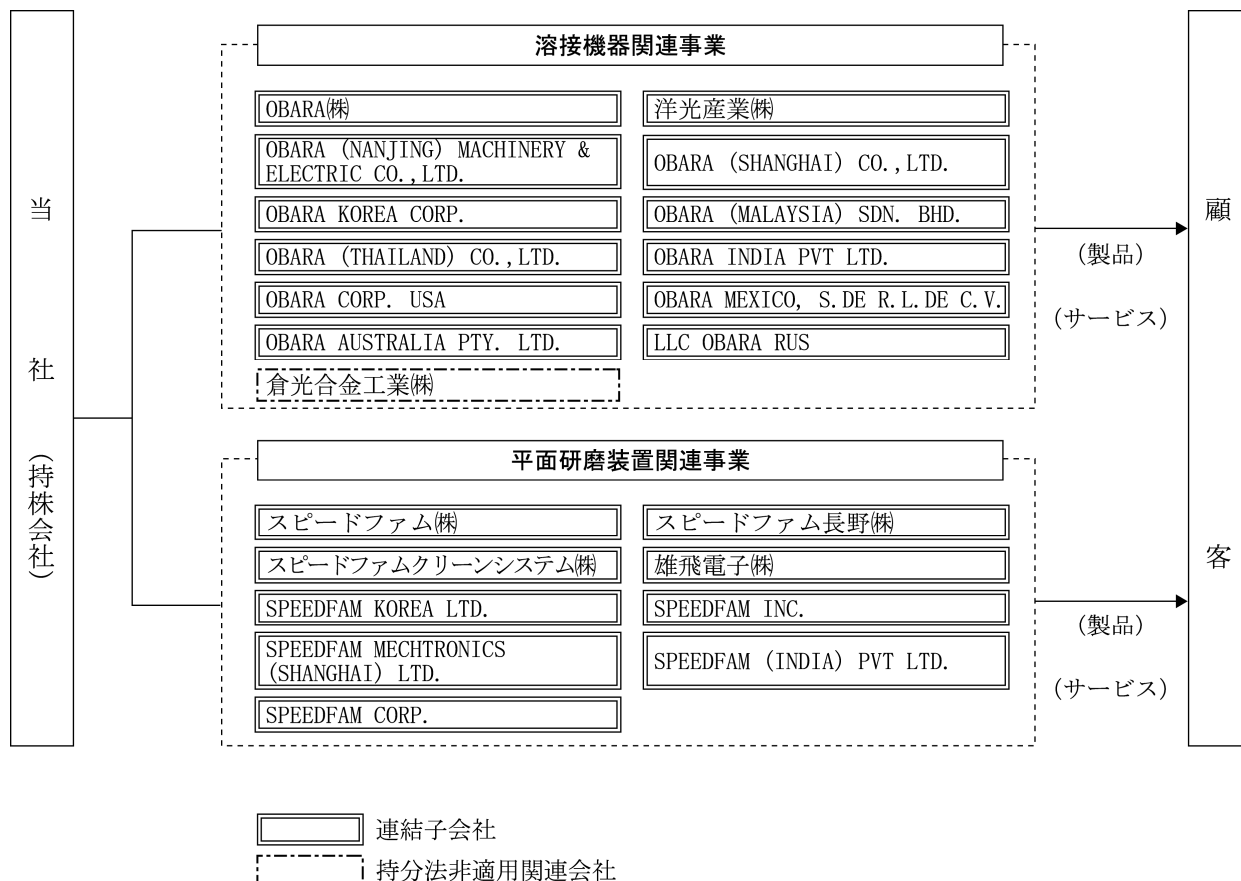 当社(持株会社)
溶接機器関連事業
OBARA㈱
洋光産業㈱
OBARA (NANJING) MACHINERY &
ELECTRIC CO.,LTD.
OBARA (SHANGHAI) CO.,LTD.
OBARA KOREA CORP.
OBARA (MALAYSIA) SDN. BHD.
OBARA (THAILAND) CO.,LTD.
OBARA INDIA PVT LTD.
OBARA CORP. USA
OBARA MEXICO, S.DE R.L.DE C.V.
OBARA AUSTRALIA PTY. LTD.
LLC OBARA RUS
倉光合金工業㈱
(製品)
(サービス)
平面研磨装置関連事業
スピードファム㈱
スピードファム長野㈱
スピードファムクリーンシステム㈱
雄飛電子㈱
SPEEDFAM KOREA LTD.
SPEEDFAM INC.
SPEEDFAM MECHTRONICS
(SHANGHAI) LTD.
SPEEDFAM (INDIA) PVT LTD.
SPEEDFAM CORP.
(製品)
(サービス)
顧客
連結子会社
持分法非適用関連会社